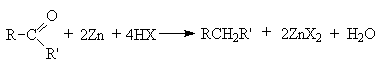 O
R-C + 2Zn + 4HX ⟶ RCH₂R' + 2ZnX₂ + H₂O
R'